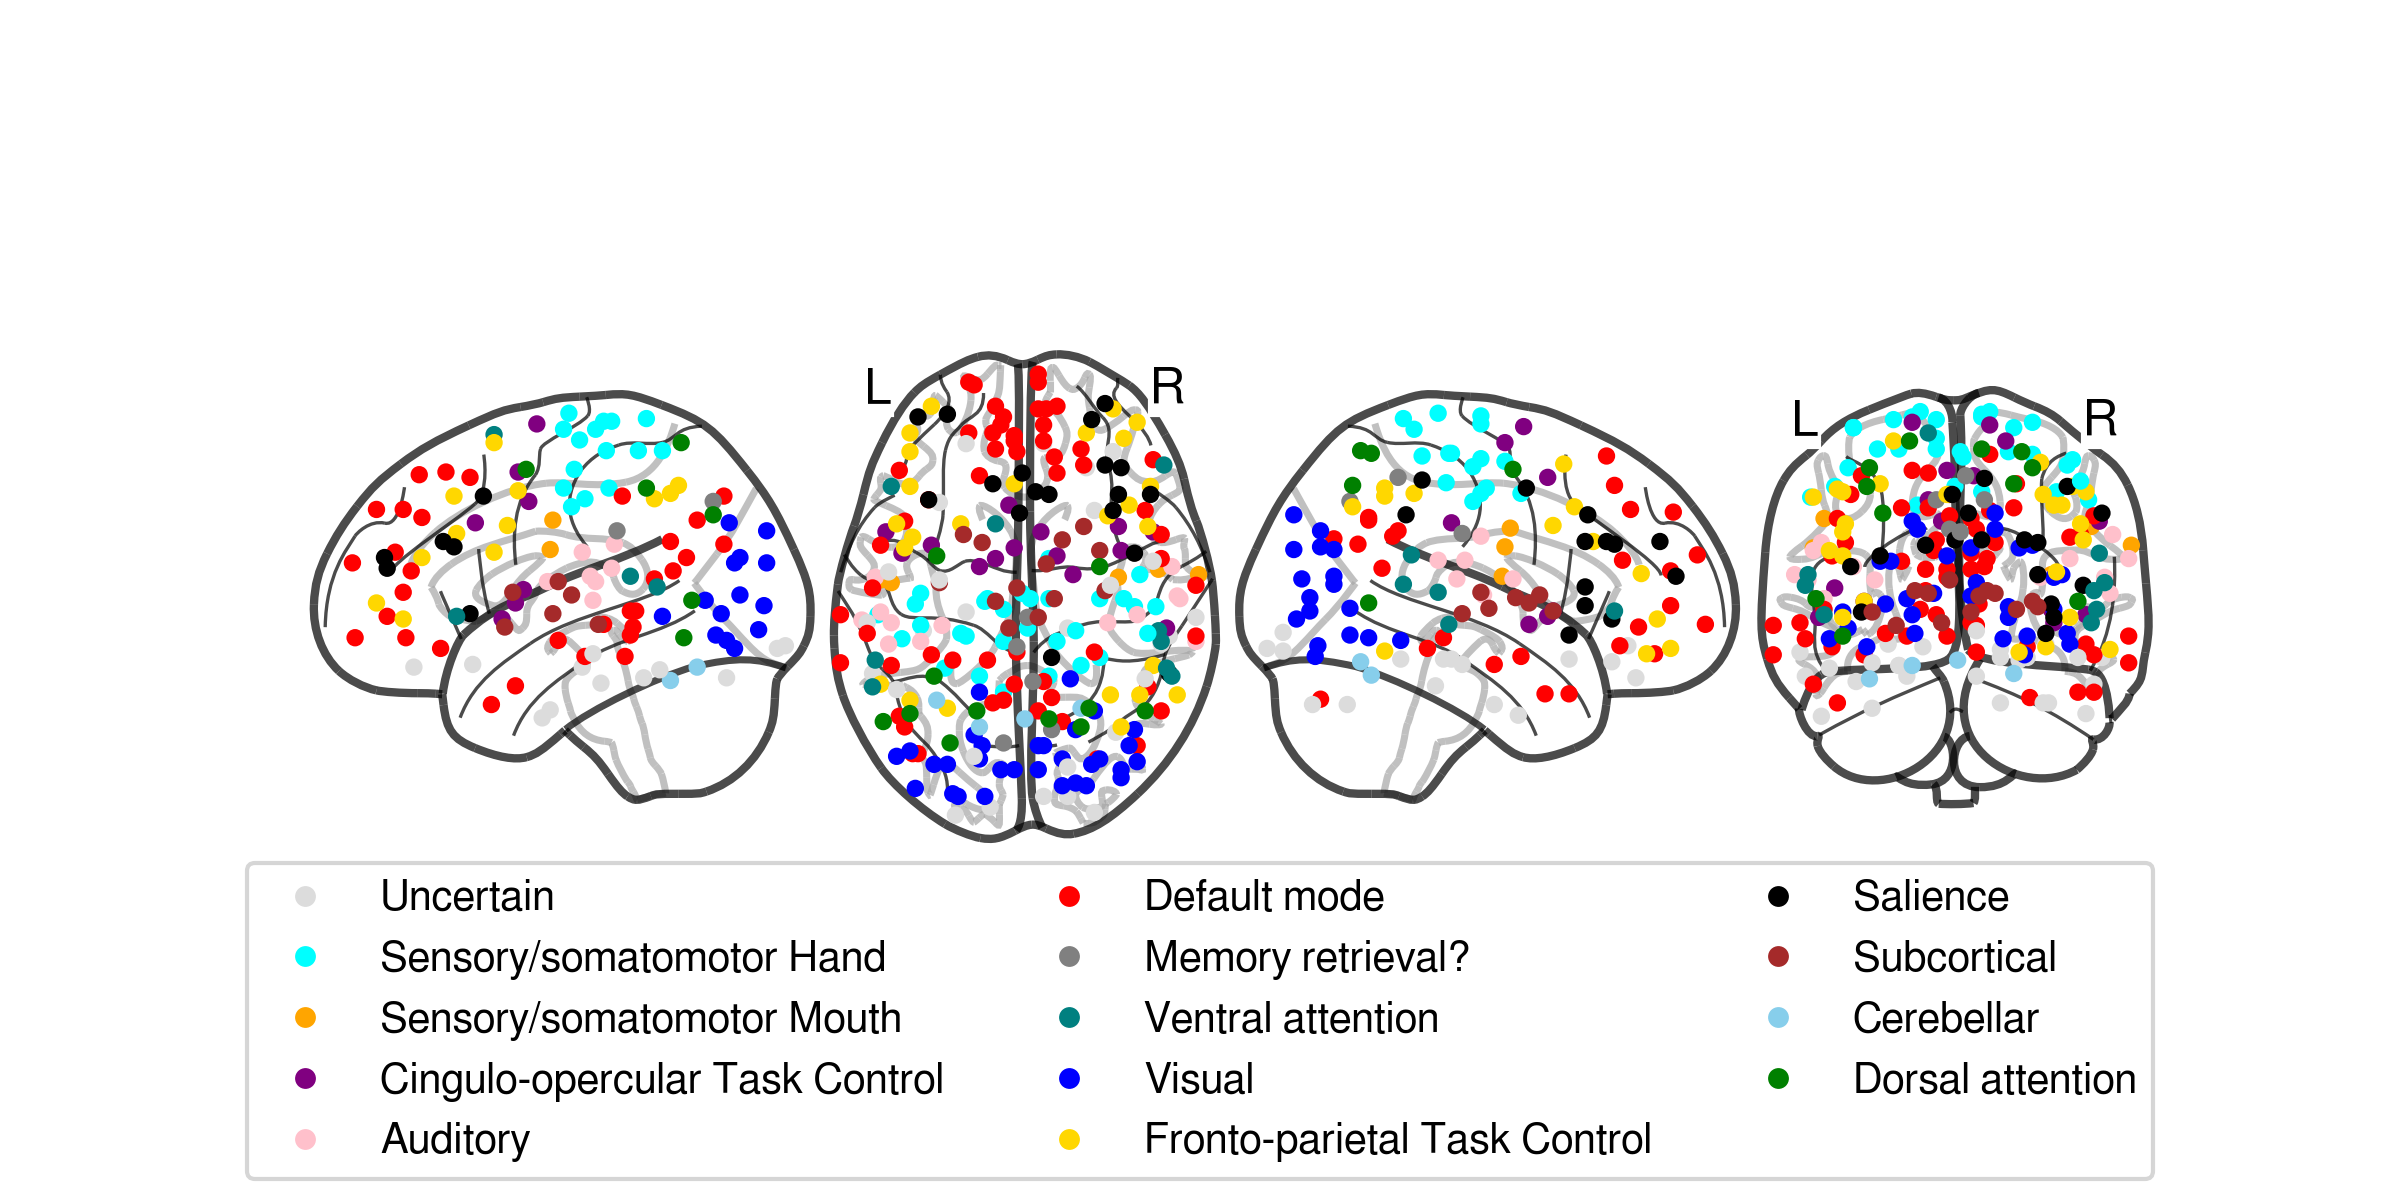 L R L R
Uncertain Default mode Salience
Sensory/somatomotor Hand Memory retrieval? Subcortical
Sensory/somatomotor Mouth Ventral attention Cerebellar
Cingulo-opercular Task Control Visual Dorsal attention
Auditory Fronto-parietal Task Control